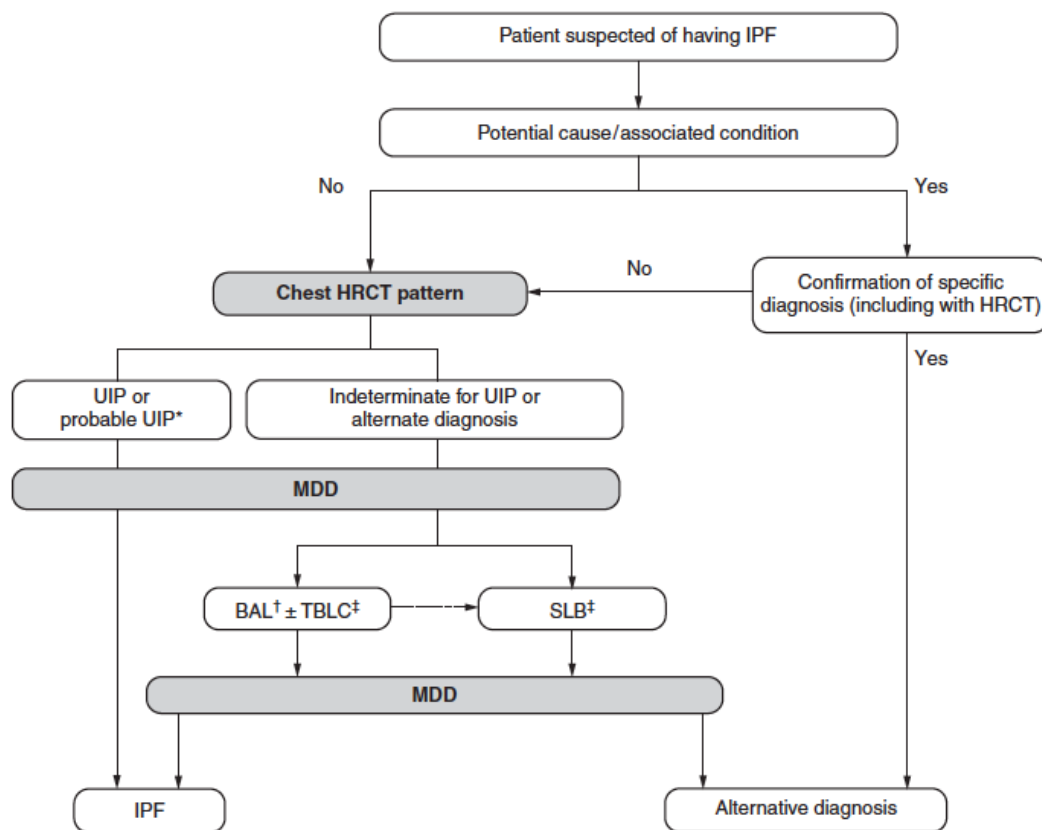 Patient suspected of having IPF
Potential cause/associated condition
No
Yes
No
Chest HRCT pattern
Confirmation of specific
diagnosis (including with HRCT)
Yes
UIP or
probable UIP*
Indeterminate for UIP or
alternate diagnosis
MDD
BAL† ± TBLC‡
SLB‡
MDD
IPF
Alternative diagnosis